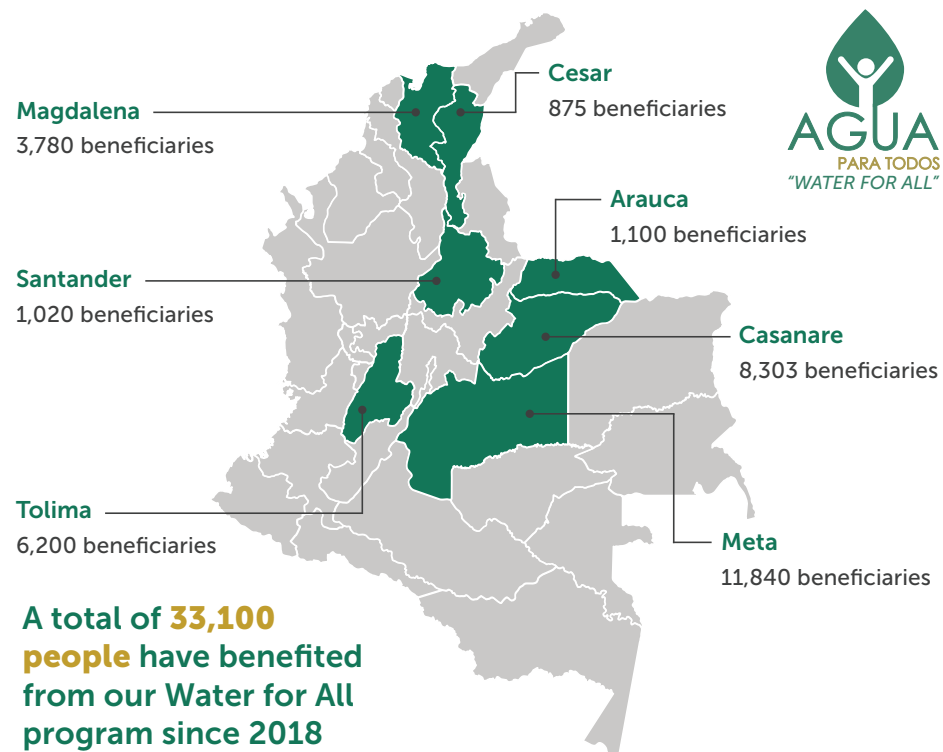 Cesar
875 beneficiaries
Magdalena
3,780 beneficiaries
AGUA
PARA TODOS
"WATER FOR ALL"
Arauca
1,100 beneficiaries
Santander
1,020 beneficiaries
Casanare
8,303 beneficiaries
Tolima
6,200 beneficiaries
Meta
11,840 beneficiaries
A total of 33,100
people have benefited
from our Water for All
program since 2018